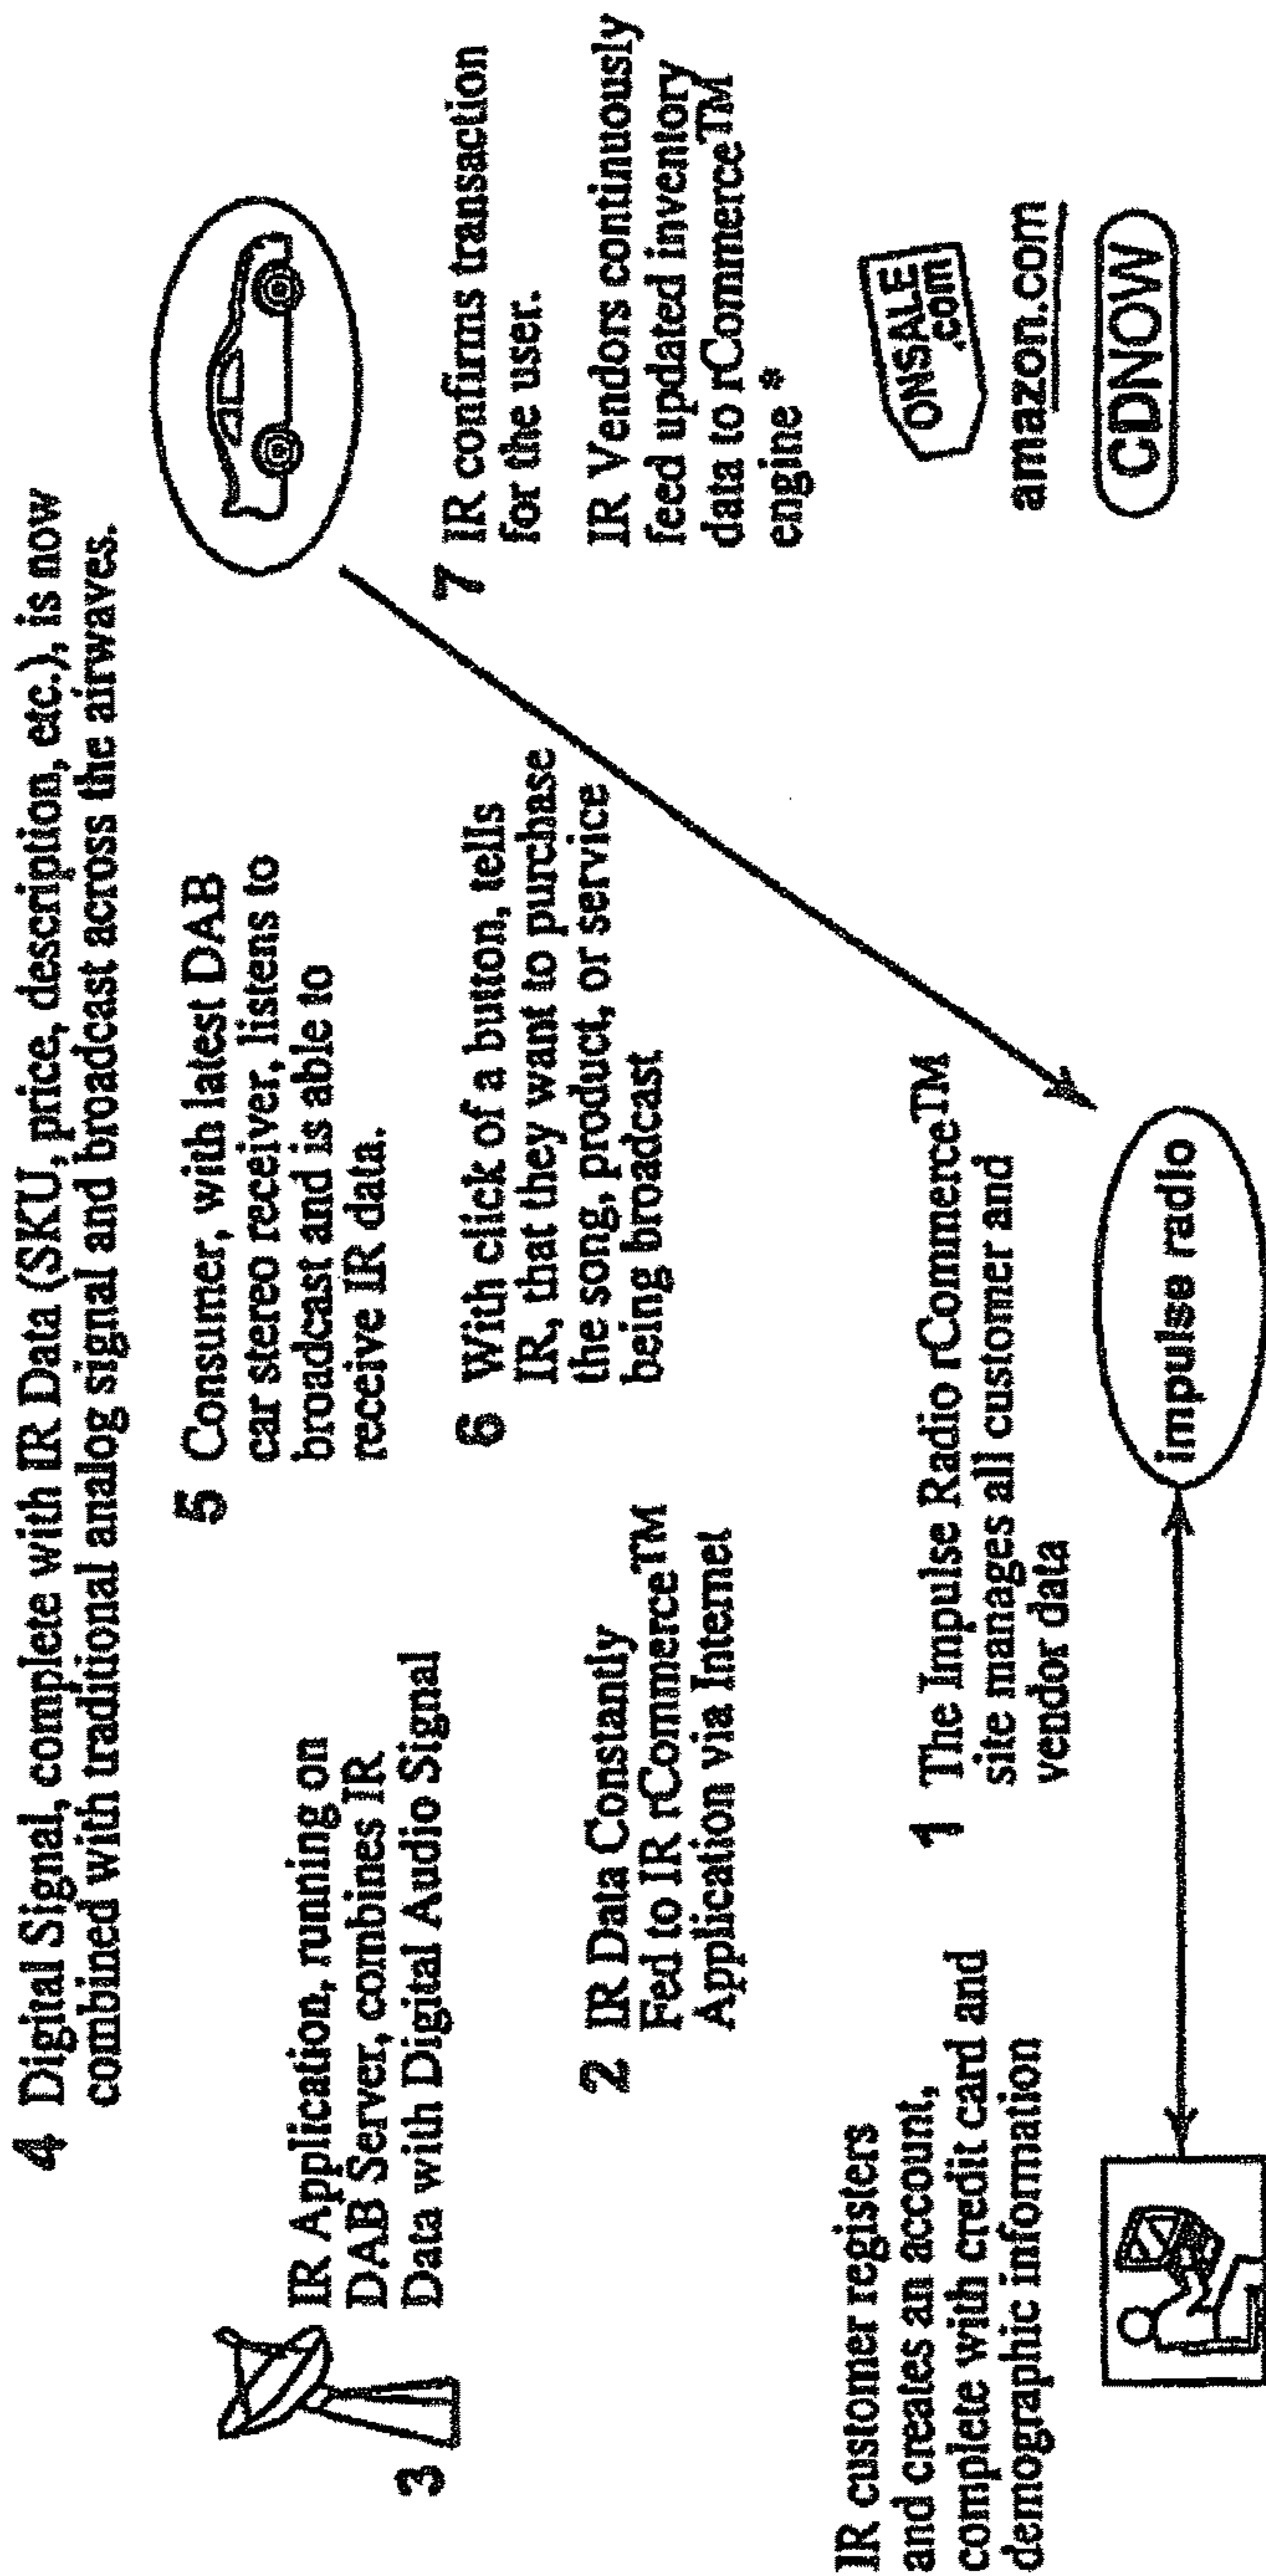 4 Digital Signal, complete with IR Data (SKU, price, description, etc.), is now
combined with traditional analog signal and broadcast across the airwaves.
3 IR Application, running on
DAB Server, combines IR
Data with Digital Audio Signal
5 Consumer, with latest DAB
car stereo receiver, listens to
broadcast and is able to
receive IR data.
2 IR Data Constantly
Fed to IR rCommerce™
Application via Internet
6 With click of a button, tells
IR, that they want to purchase
the song, product, or service
being broadcast
7 IR confirms transaction
for the user.
IR Vendors continuously
feed updated inventory
data to rCommerce™
engine *
IR customer registers
and creates an account,
complete with credit card and
demographic information
1 The Impulse Radio rCommerce™
site manages all customer and
vendor data
impulse radio
ONSALE
.com
amazon.com
CDNOW